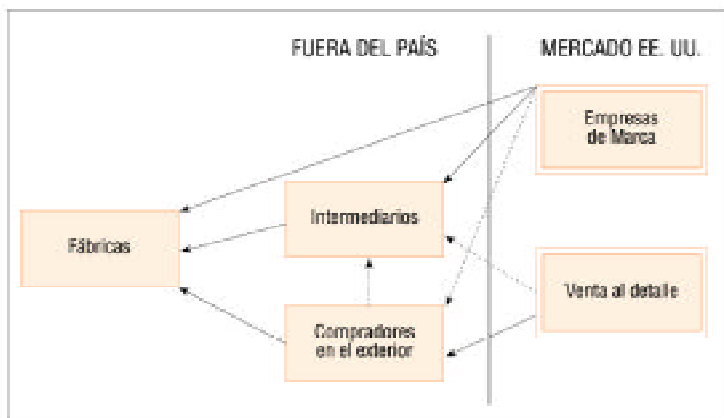 FUERA DEL PAÍS
MERCADO EE. UU.
Empresas
de Marca
Intermediarios
Fábricas
Venta al detalle
Compradores
en el exterior